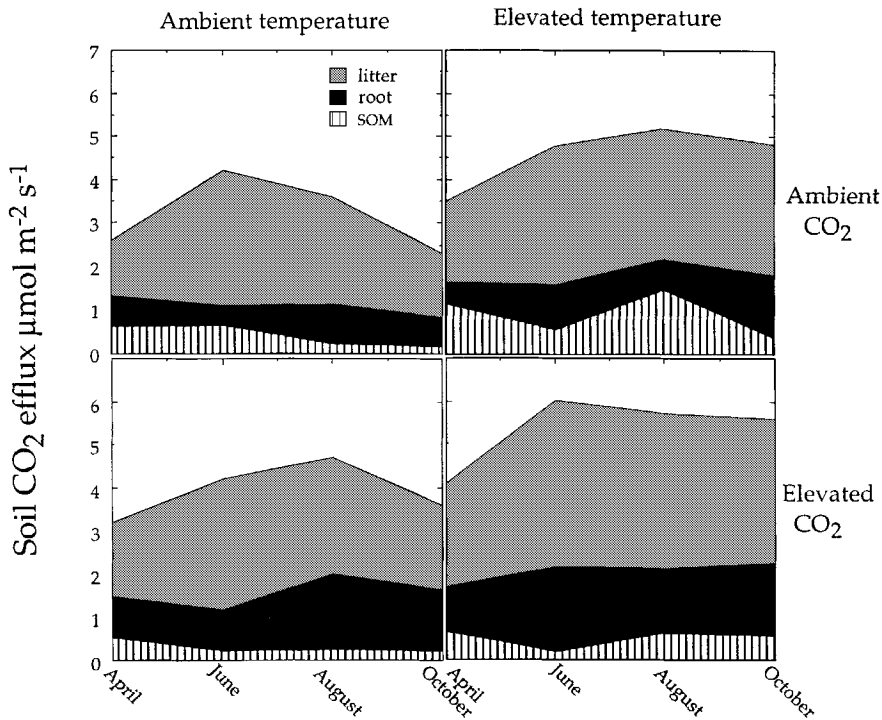 Ambient temperature
Elevated temperature
7
6
5
4
3
2
1
0
litter
root
SOM
Ambient
CO2
6
5
4
3
2
1
0
Elevated
CO2
Soil CO2 efflux µmol m-2 s-1
April
June
August
October
April
June
August
October